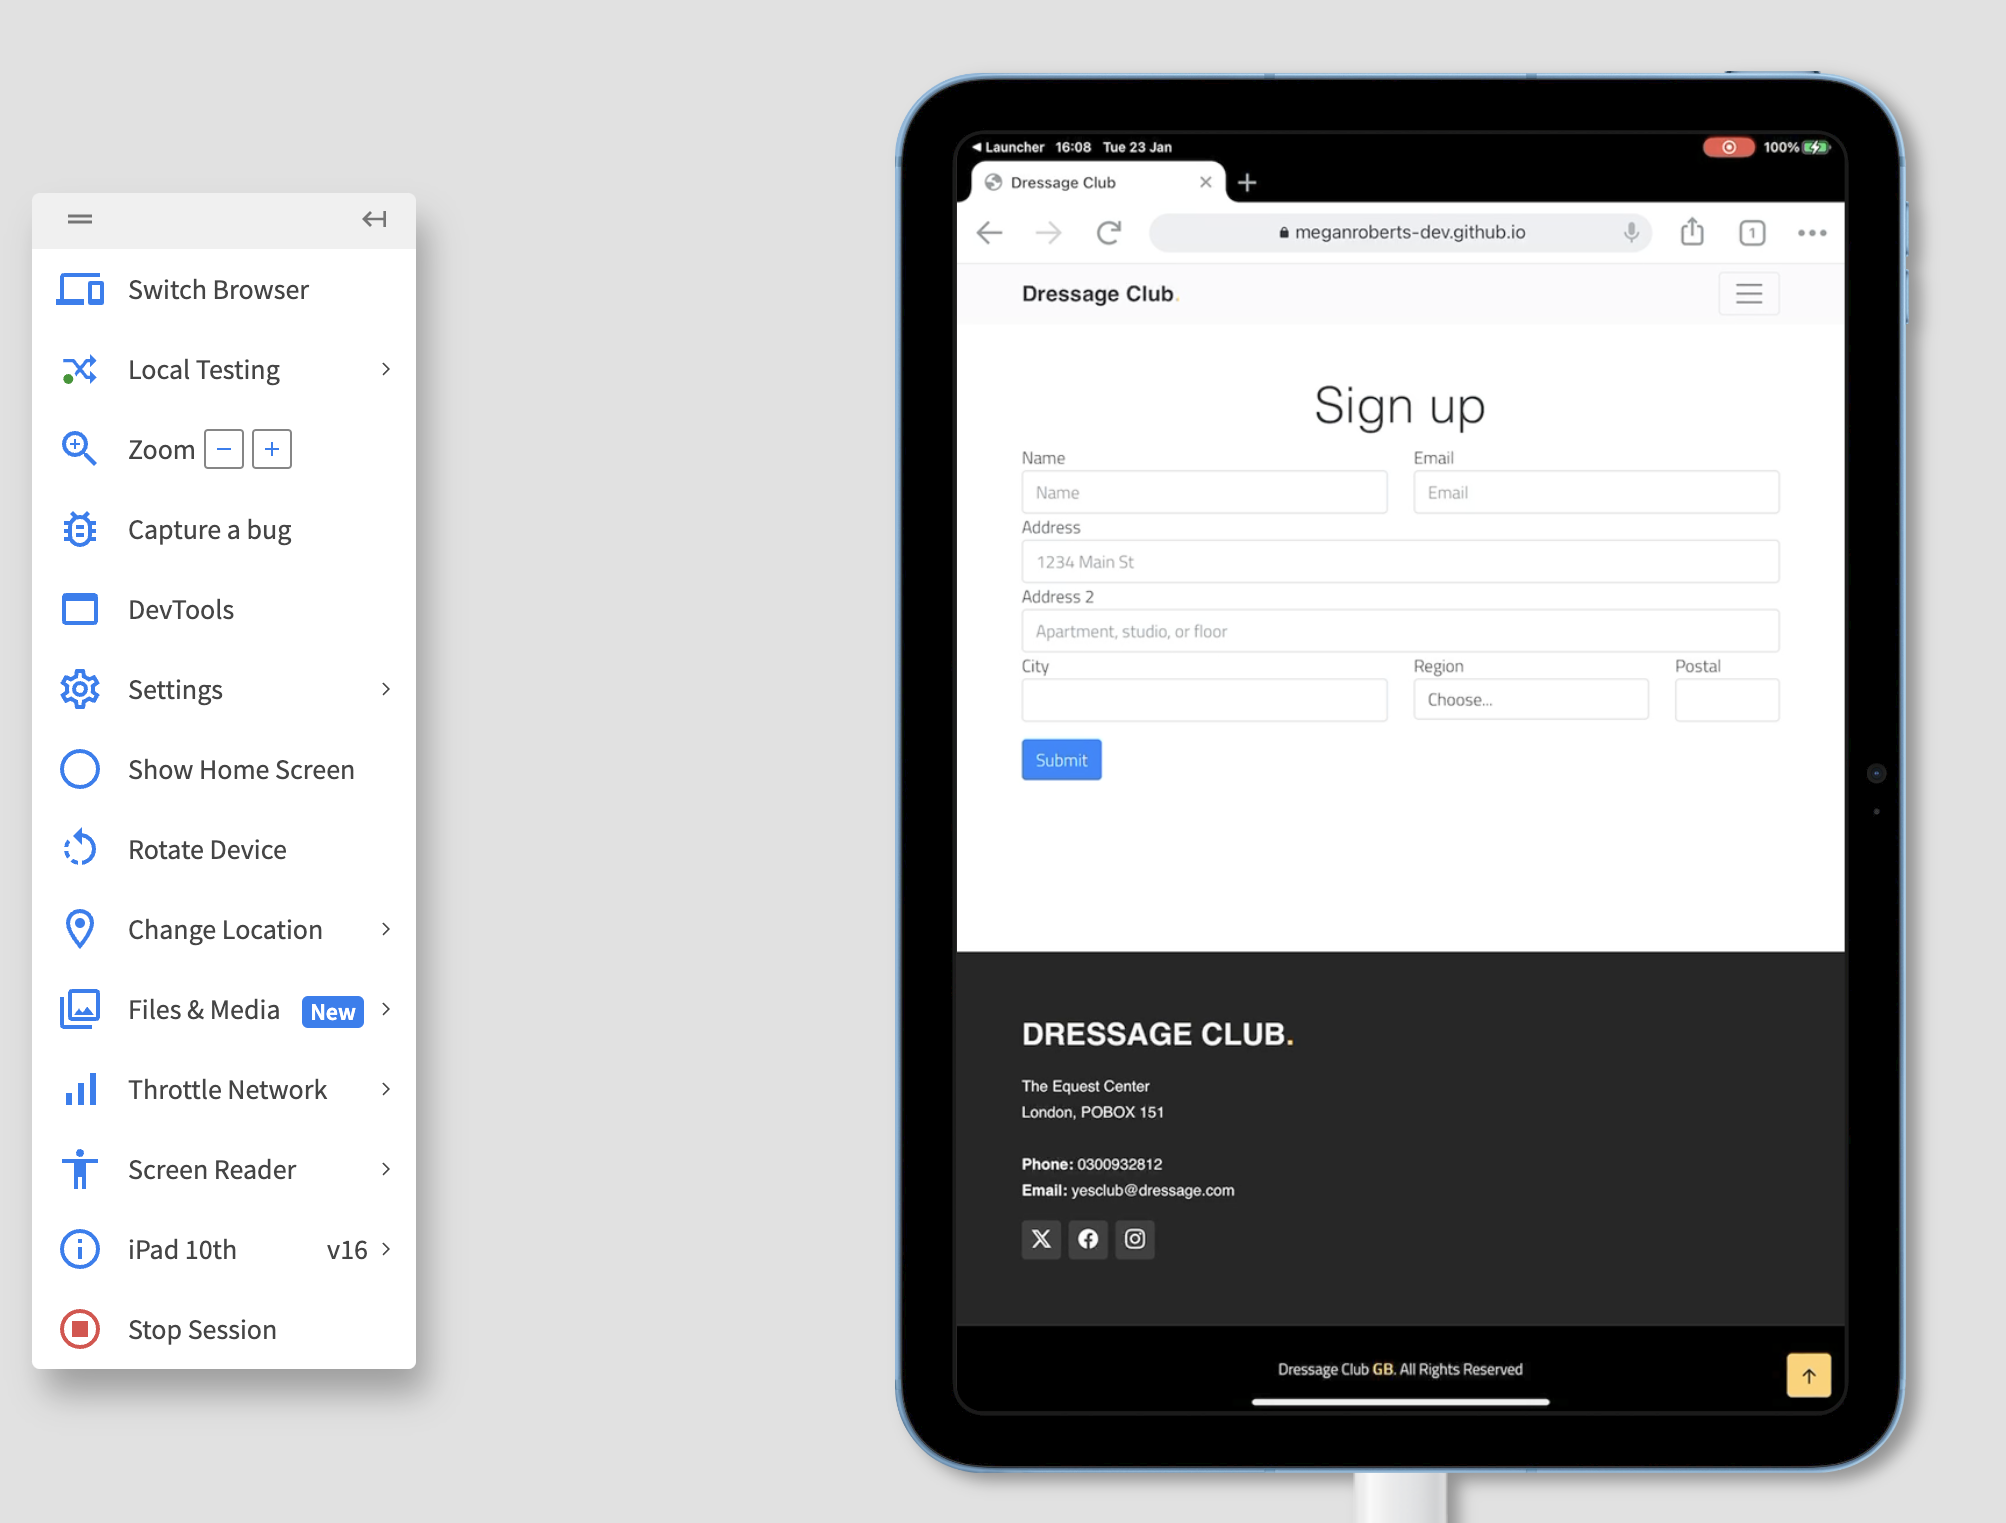 Switch Browser
Local Testing
Zoom
Capture a bug
DevTools
Settings
Show Home Screen
Rotate Device
Change Location
Files & Media New
Throttle Network
Screen Reader
iPad 10th v16
Stop Session
Launcher 16:08 Tue 23 Jan 100%
Dressage Club
meganroberts-dev.github.io 1
Dressage Club.
Sign up
Name Email
Name Email
Address
1234 Main St
Address 2
Apartment, studio, or floor
City Region Postal
Choose...
Submit
DRESSAGE CLUB.
The Equest Center
London, POBOX 151
Phone: 0300932812
Email: yesclub@dressage.com
Dressage Club GB. All Rights Reserved